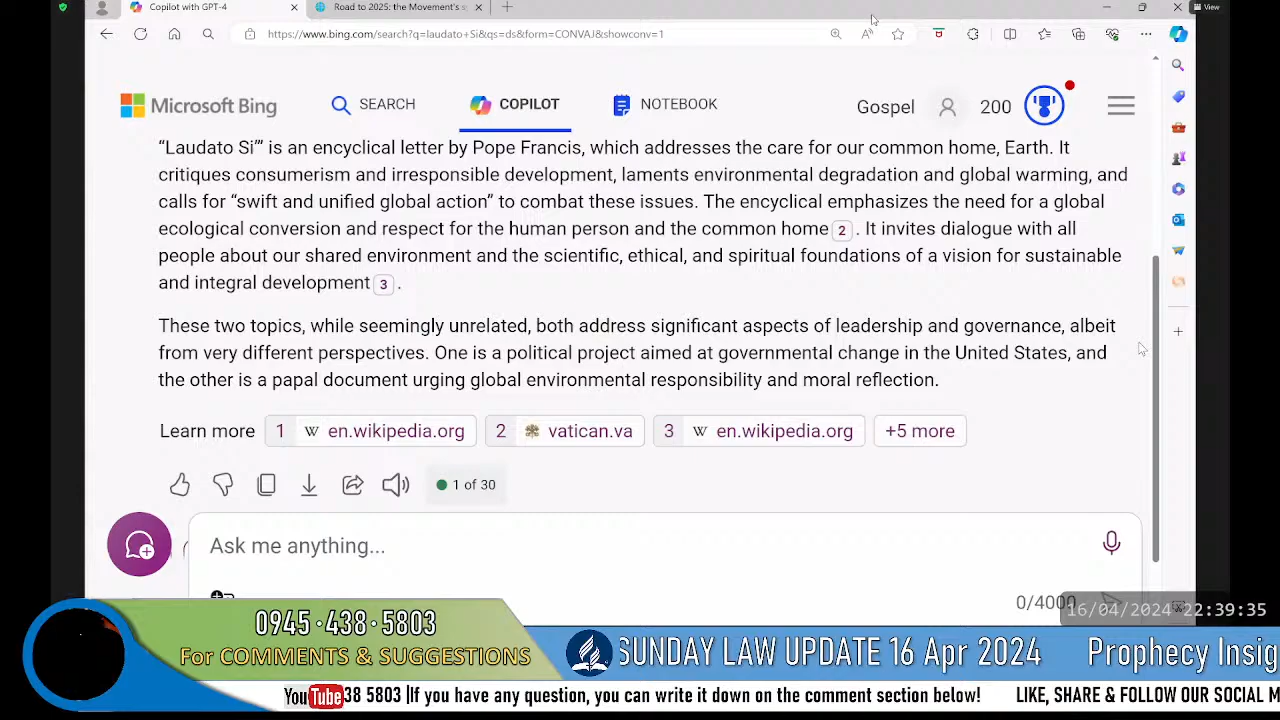 View
Copilot with GPT-4
Road to 2025: the Movement's
https://www.bing.com/search?q=laudato+si&qs=ds&form=CONVAJ&showconv=1
Microsoft Bing
SEARCH
COPILOT
NOTEBOOK
Gospel
200
“Laudato Si’” is an encyclical letter by Pope Francis, which addresses the care for our common home, Earth. It
critiques consumerism and irresponsible development, laments environmental degradation and global warming, and
calls for “swift and unified global action” to combat these issues. The encyclical emphasizes the need for a global
ecological conversion and respect for the human person and the common home 2 . It invites dialogue with all
people about our shared environment and the scientific, ethical, and spiritual foundations of a vision for sustainable
and integral development 3 .
These two topics, while seemingly unrelated, both address significant aspects of leadership and governance, albeit
from very different perspectives. One is a political project aimed at governmental change in the United States, and
the other is a papal document urging global environmental responsibility and moral reflection.
Learn more 1 W en.wikipedia.org 2 vatican.va 3 W en.wikipedia.org +5 more
1 of 30
Ask me anything...
0/4000
16/04/2024 22:39:35
0945·438·5803
For COMMENTS & SUGGESTIONS
SUNDAY LAW UPDATE 16 Apr 2024 Prophecy Insig
YouTube 38 5803 |If you have any question, you can write it down on the comment section below! LIKE, SHARE & FOLLOW OUR SOCIAL M